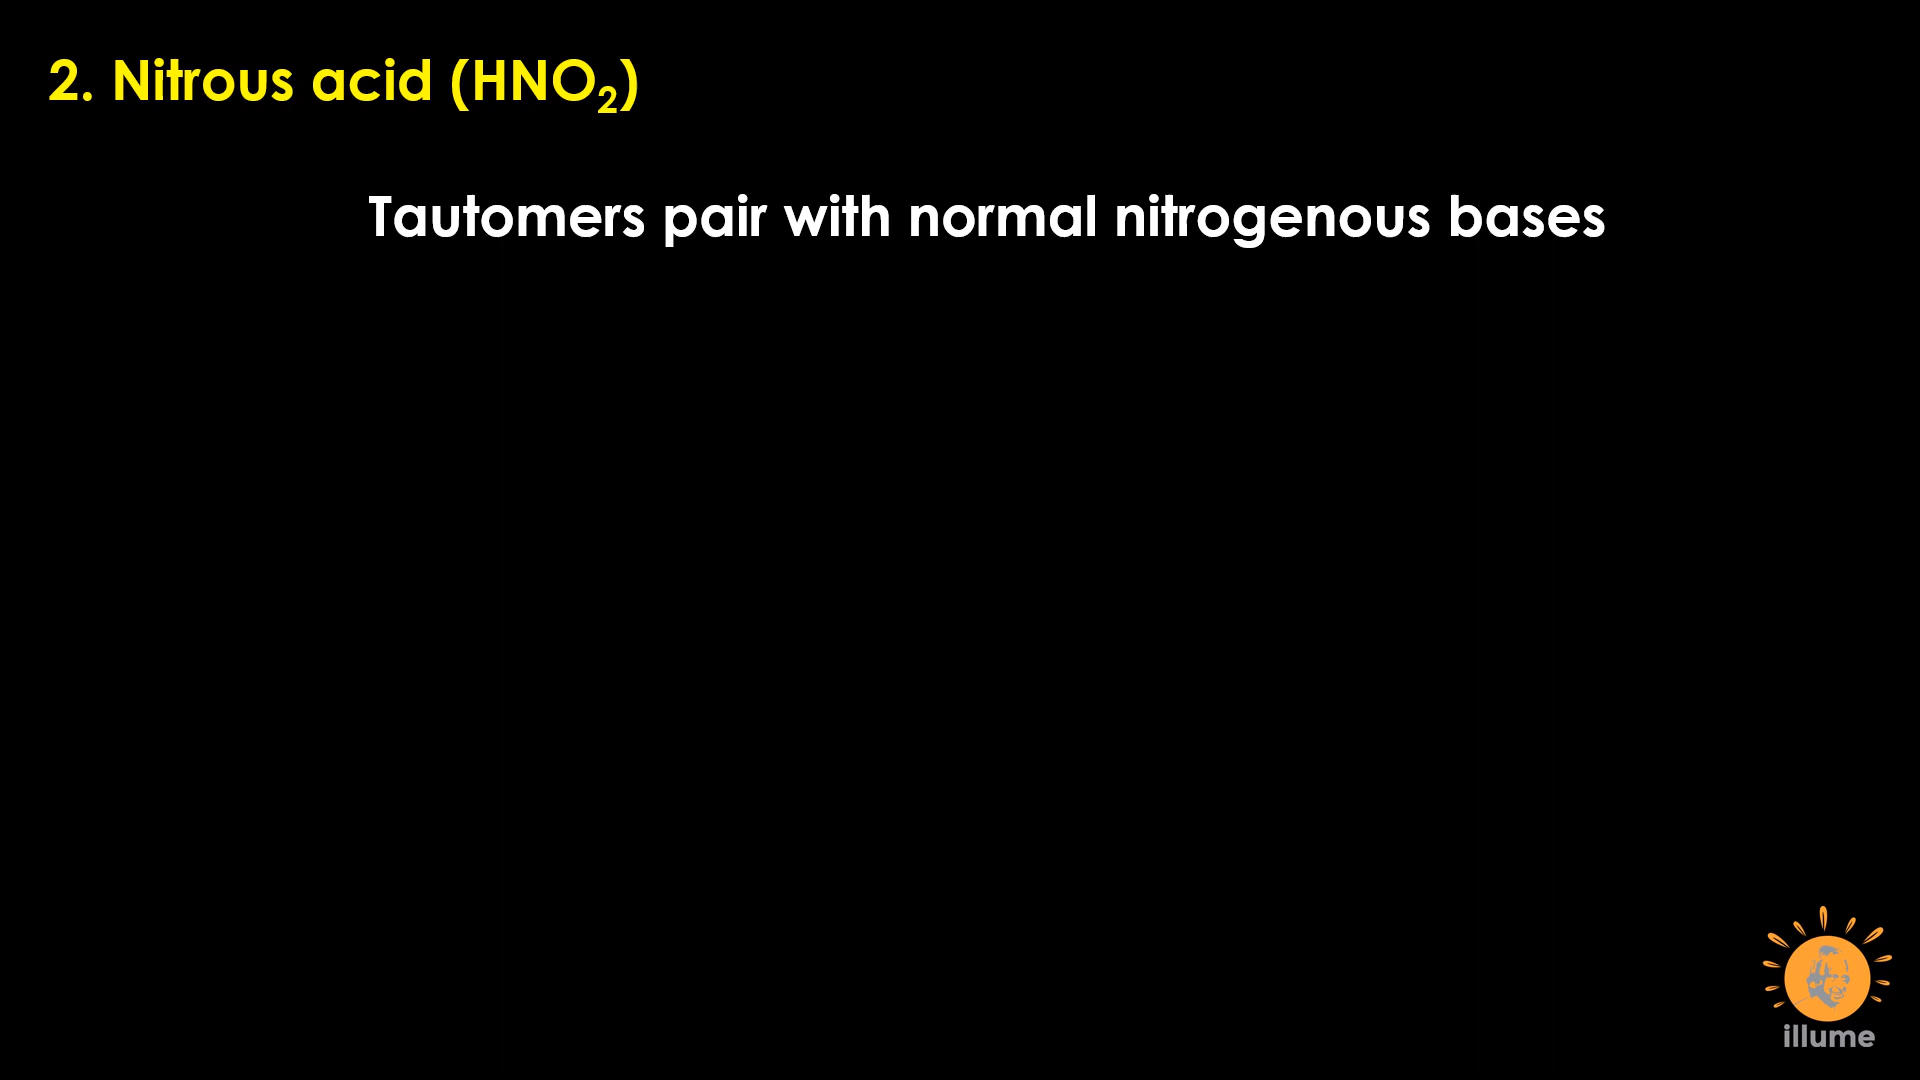 2. Nitrous acid (HNO₂)
Tautomers pair with normal nitrogenous bases
illume